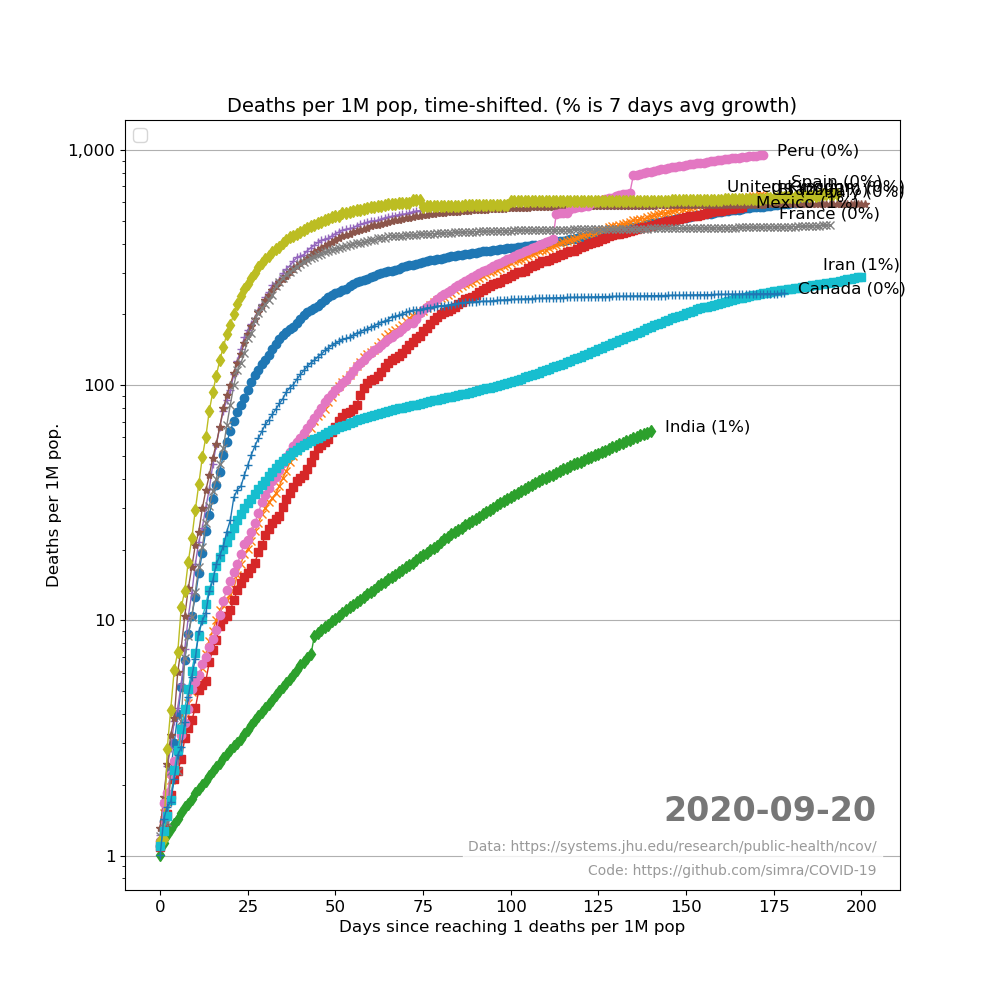 Deaths per 1M pop, time-shifted. (% is 7 days avg growth)
Deaths per 1M pop.
1,000
100
10
1
Peru (0%)
Spain (0%)
United Kingdom (0%)
Mexico (1%)
France (0%)
Iran (1%)
Canada (0%)
India (1%)
2020-09-20
Data: https://systems.jhu.edu/research/public-health/ncov/
Code: https://github.com/simra/COVID-19
0 25 50 75 100 125 150 175 200
Days since reaching 1 deaths per 1M pop